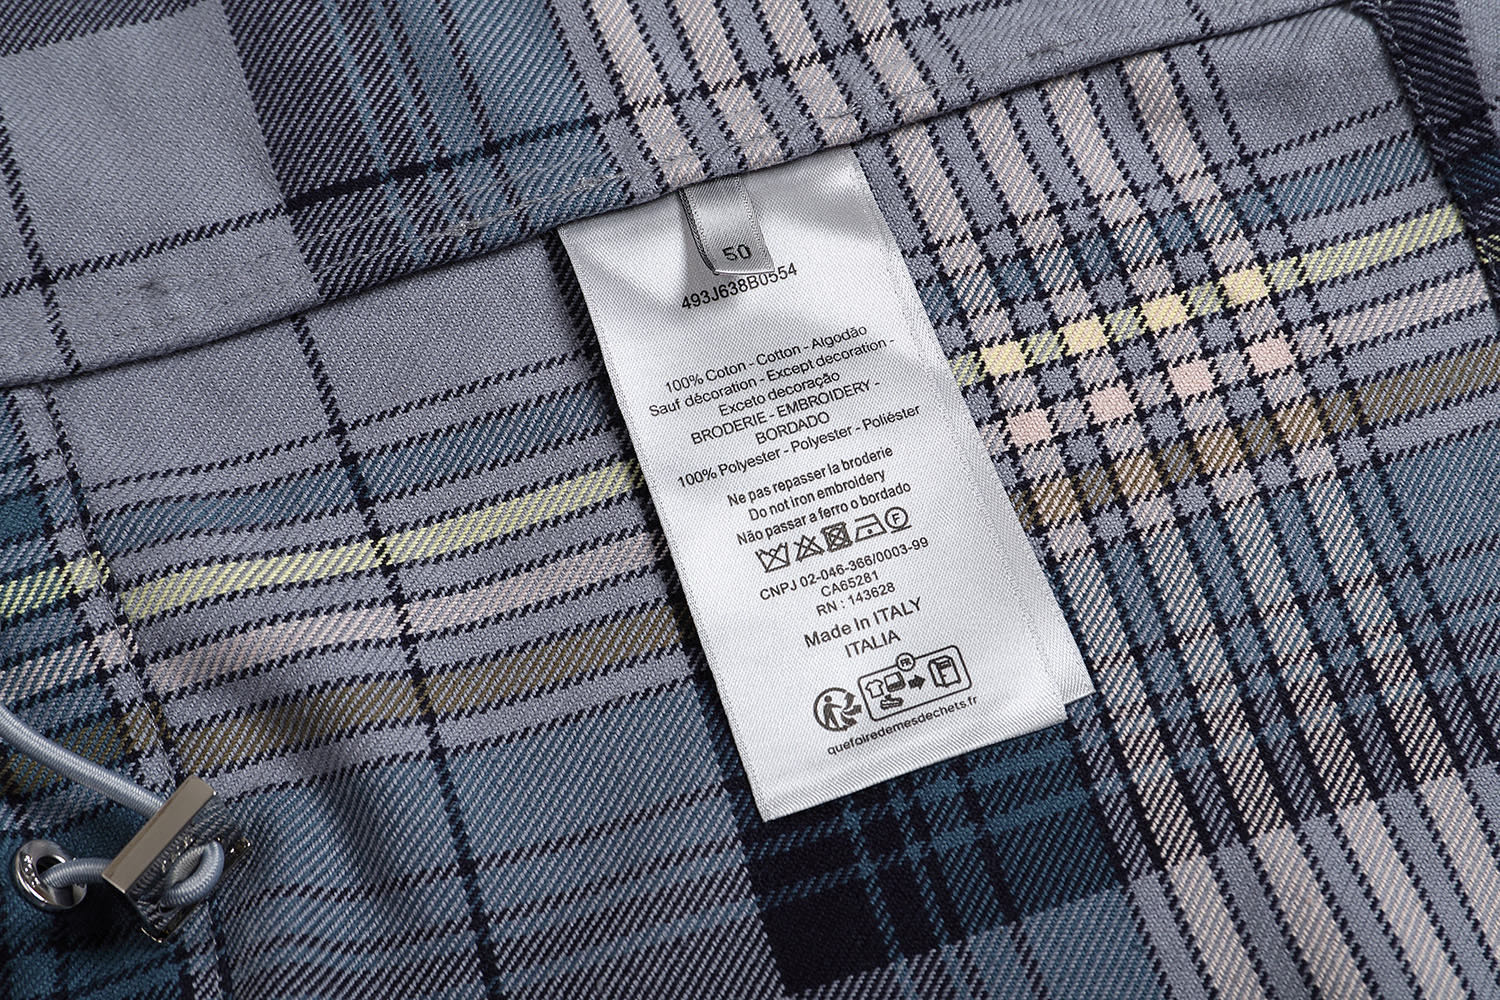 50
493J638B0554
100% Coton - Cotton - Algodão
Sauf décoration - Except decoration -
Exceto decoração
BRODERIE - EMBROIDERY -
BORDADO
100% Polyester - Polyester - Poliéster
Ne pas repasser la broderie
Do not iron embroidery
Não passar a ferro o bordado
F
CNPJ 02-046-366/0003-99
CA65281
RN : 143628
Made In ITALY
ITALIA
FR
quefairedemesdechets.fr